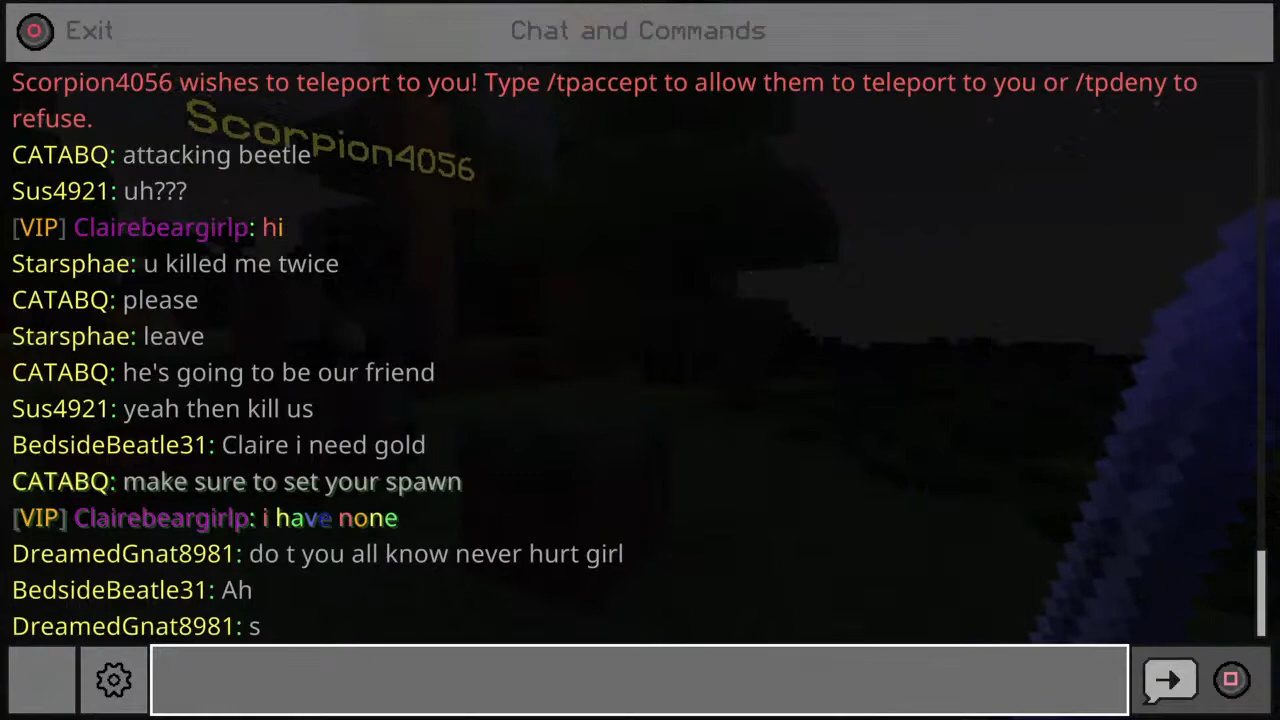 Exit
Chat and Commands
Scorpion4056 wishes to teleport to you! Type /tpaccept to allow them to teleport to you or /tpdeny to
refuse.
Scorpion4056
CATABQ: attacking beetle
Sus4921: uh???
[VIP] Clairebeargirlp: hi
Starsphae: u killed me twice
CATABQ: please
Starsphae: leave
CATABQ: he's going to be our friend
Sus4921: yeah then kill us
BedsideBeatle31: Claire i need gold
CATABQ: make sure to set your spawn
[VIP] Clairebeargirlp: i have none
DreamedGnat8981: do t you all know never hurt girl
BedsideBeatle31: Ah
DreamedGnat8981: s